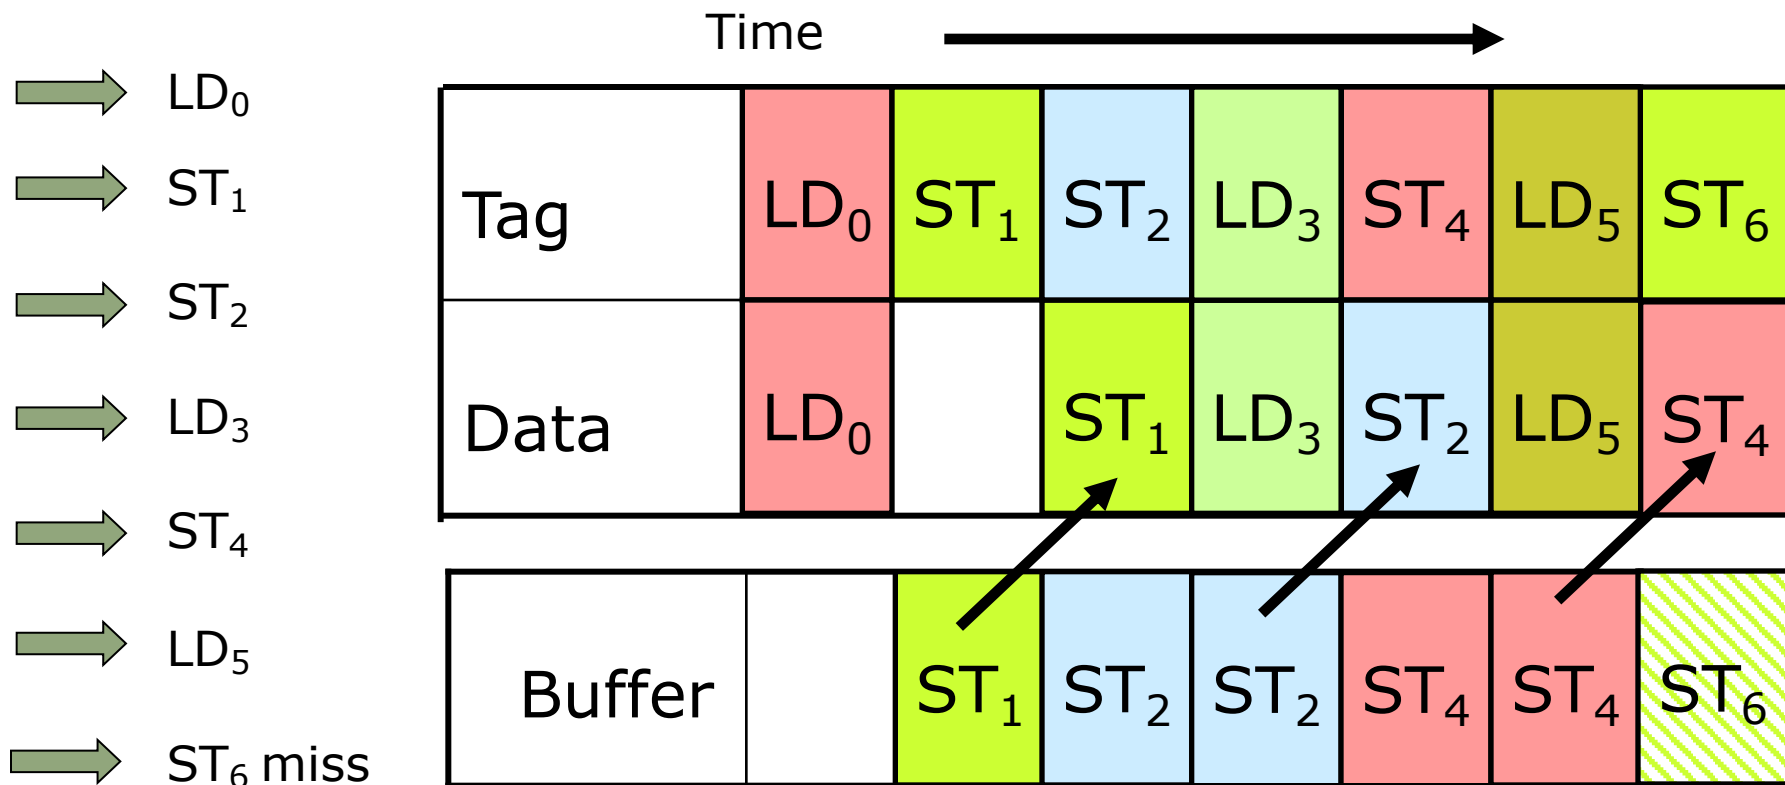 Time
LD₀
ST₁
ST₂
LD₃
ST₄
LD₅
ST₆ miss
Tag LD₀ ST₁ ST₂ LD₃ ST₄ LD₅ ST₆
Data LD₀ ST₁ LD₃ ST₂ LD₅ ST₄
Buffer ST₁ ST₂ ST₂ ST₄ ST₄ ST₆